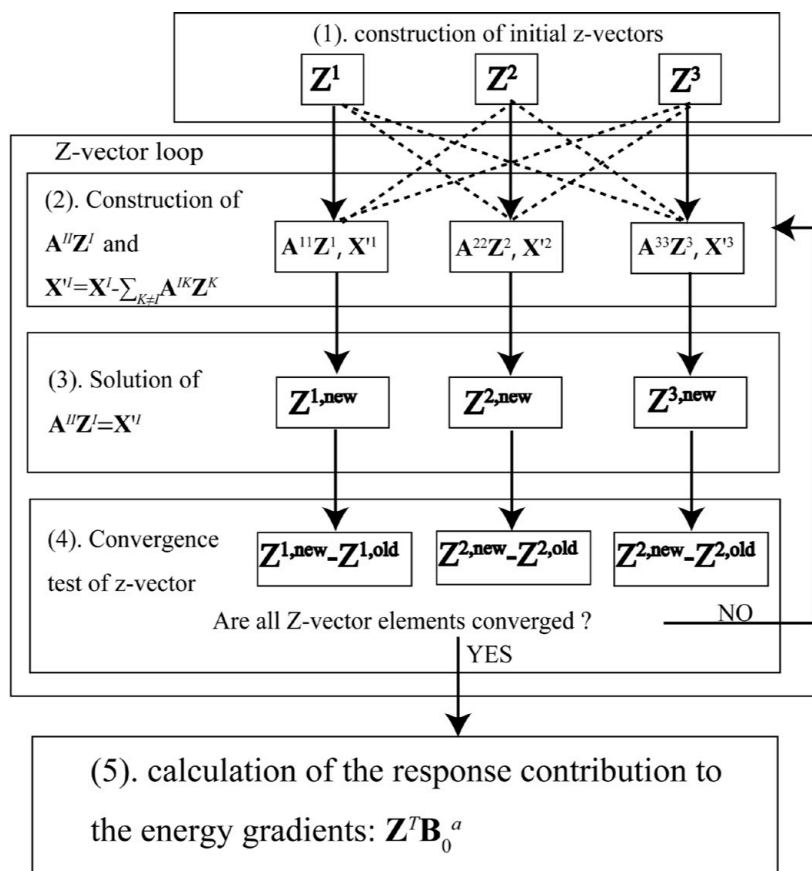 (1). construction of initial z-vectors
Z¹ Z² Z³
Z-vector loop
(2). Construction of
AᴵᴵZᴵ and
X'ᴵ=Xᴵ-∑_{K≠I}AᴵᴷZᴷ
A¹¹Z¹, X'¹ A²²Z², X'² A³³Z³, X'³
(3). Solution of
AᴵᴵZᴵ=X'ᴵ
Z¹,ⁿᵉʷ Z²,ⁿᵉʷ Z³,ⁿᵉʷ
(4). Convergence
test of z-vector
Z¹,ⁿᵉʷ-Z¹,ᵒˡᵈ Z²,ⁿᵉʷ-Z²,ᵒˡᵈ Z²,ⁿᵉʷ-Z²,ᵒˡᵈ
Are all Z-vector elements converged ? NO
YES
(5). calculation of the response contribution to
the energy gradients: ZᵀB₀ᵃ